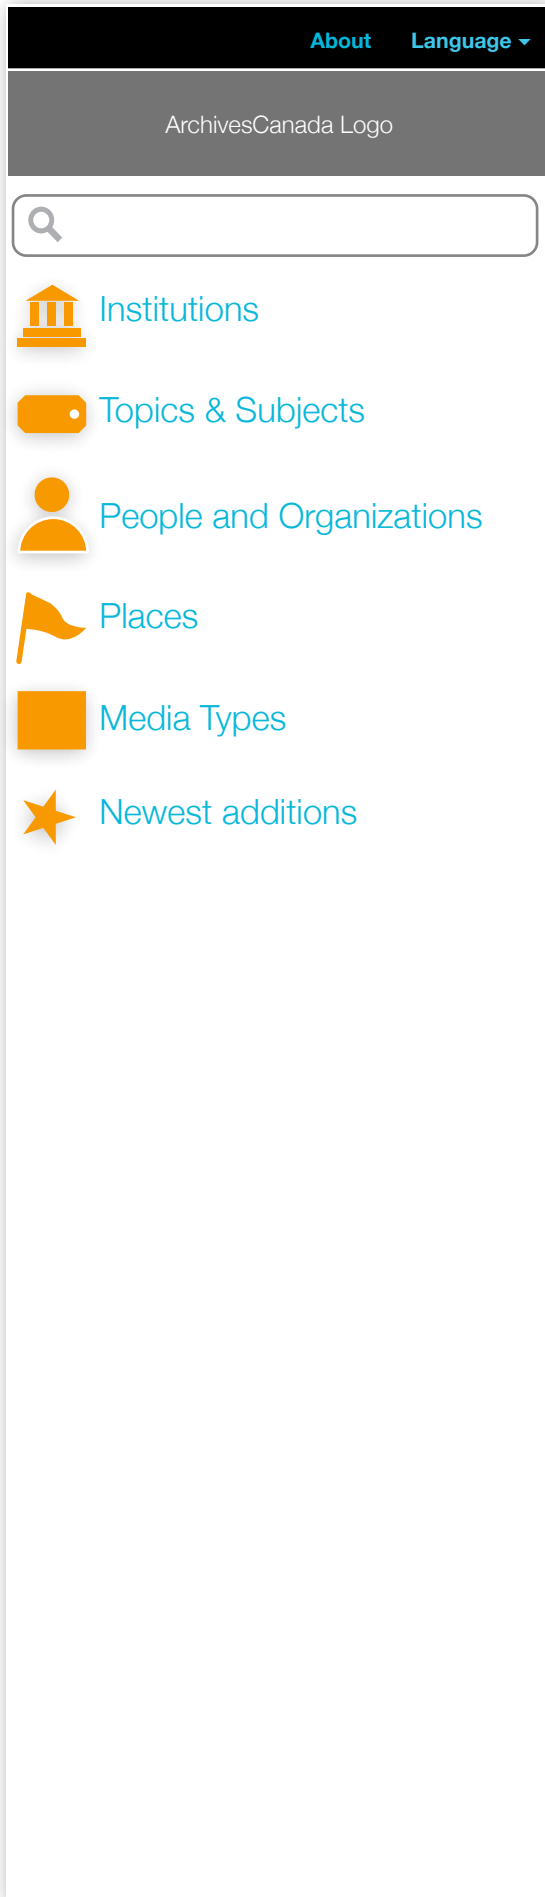 About Language
ArchivesCanada Logo
Institutions
Topics & Subjects
People and Organizations
Places
Media Types
Newest additions